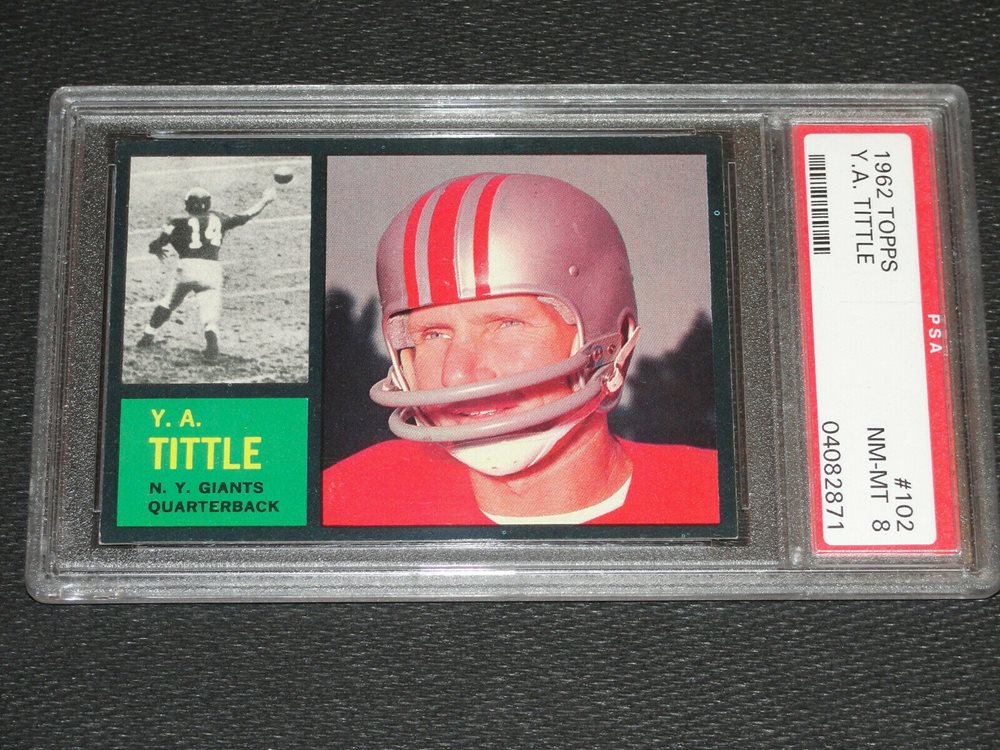 14
Y. A.
TITTLE
N. Y. GIANTS
QUARTERBACK
1962 TOPPS #102
Y.A. TITTLE NM-MT 8
04082871
PSA